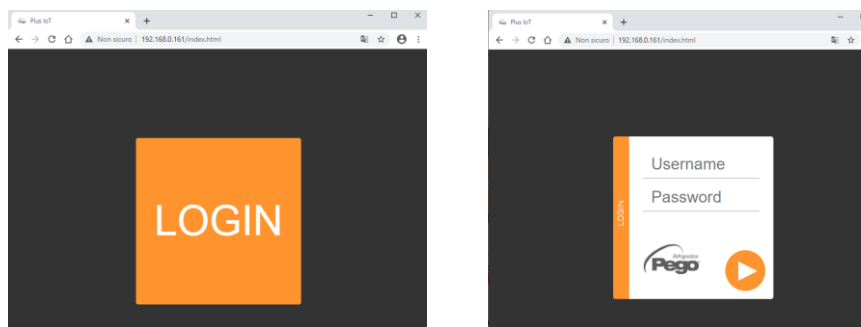 Plus IoT
Non sicuro | 192.168.0.161/index.html
LOGIN
Plus IoT
Non sicuro | 192.168.0.161/index.html
Username
Password
LOGIN
Pego